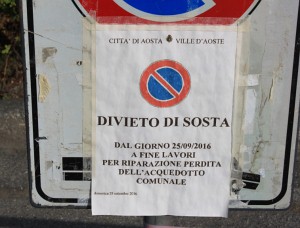 CITTA' DI AOSTA VILLE D'AOSTE
DIVIETO DI SOSTA
DAL GIORNO 25/09/2016
A FINE LAVORI
PER RIPARAZIONE PERDITA
DELL'ACQUEDOTTO
COMUNALE